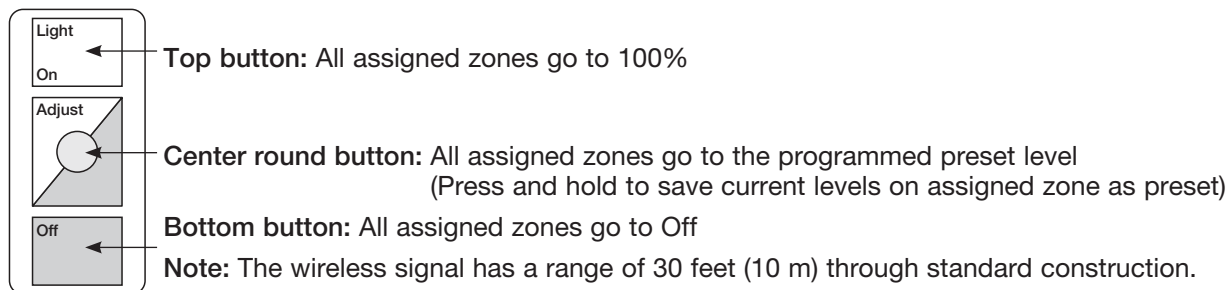 Light
On
Top button: All assigned zones go to 100%
Adjust
Center round button: All assigned zones go to the programmed preset level
(Press and hold to save current levels on assigned zone as preset)
Off
Bottom button: All assigned zones go to Off
Note: The wireless signal has a range of 30 feet (10 m) through standard construction.